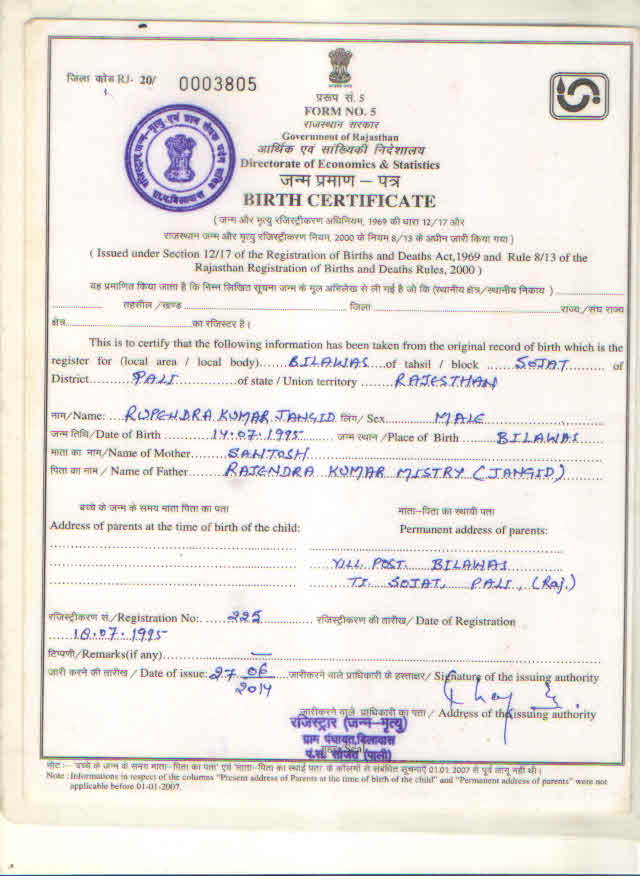 जिला कोड RJ- 20/ 0003805
प्ररूप सं. 5
FORM NO. 5
राजस्थान सरकार
Government of Rajasthan
आर्थिक एवं सांख्यिकी निदेशालय
Directorate of Economics & Statistics
जन्म प्रमाण – पत्र
BIRTH CERTIFICATE
( जन्म और मृत्यु रजिस्ट्रीकरण अधिनियम, 1969 की धारा 12/17 और
राजस्थान जन्म और मृत्यु रजिस्ट्रीकरण नियम, 2000 के नियम 8/13 के अधीन जारी किया गया )
( Issued under Section 12/17 of the Registration of Births and Deaths Act,1969 and Rule 8/13 of the
Rajasthan Registration of Births and Deaths Rules, 2000 )
यह प्रमाणित किया जाता है कि निम्न लिखित सूचना जन्म के मूल अभिलेख से ली गई है जो कि (स्थानीय क्षेत्र/स्थानीय निकाय )
तहसील /खण्ड जिला राज्य/संघ राज्य
क्षेत्र का रजिस्टर है।
This is to certify that the following information has been taken from the original record of birth which is the
register for (local area / local body) BILAWAS of tahsil / block SOJAT of
District PALI of state / Union territory RAJESTHAN
नाम/Name: RUPENDRA KUMAR JANGID लिंग/ Sex MALE
जन्म तिथि/Date of Birth 14.07.1995 जन्म स्थान /Place of Birth BILAWAS
माता का नाम/Name of Mother SANTOSH
पिता का नाम / Name of Father RAJENDRA KUMAR MISTRY (JANGID)
बच्चे के जन्म के समय माता पिता का पता माता–पिता का स्थायी पता
Address of parents at the time of birth of the child: Permanent address of parents:
VILL POST. BILAWAS
TE. SOJAT, PALI, (Raj.)
रजिस्ट्रीकरण सं./Registration No: 225 रजिस्ट्रीकरण की तारीख/ Date of Registration
18.07.1995
टिप्पणी/Remarks(if any) —
जारी करने की तारीख / Date of issue: 27 06 2014 जारीकरने वाले प्राधिकारी के हस्ताक्षर/ Signature of the issuing authority
जारीकरने वाले प्राधिकारी का पता / Address of the issuing authority
रजिस्ट्रार (जन्म–मृत्यु)
ग्राम पंचायत,बिलावास
पं.स. सोजत (पाली)
नोट :– 'बच्चे के जन्म के समय माता–पिता का पता' एवं 'माता–पिता का स्थाई पता' के कॉलमों से संबंधित सूचनाएं 01.01.2007 से पूर्व लागू नहीं थी।
Note : Informations in respect of the columns "Present address of Parents at the time of birth of the child" and "Permanent address of parents" were not
applicable before 01-01-2007.